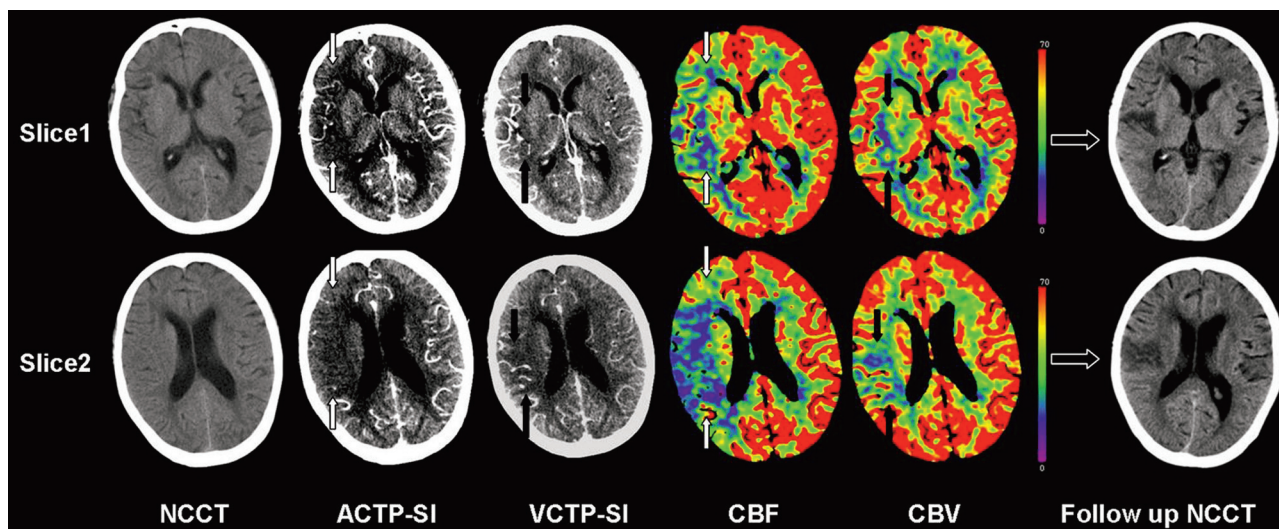 Slice1
70
0
Slice2
70
0
NCCT
ACTP-SI
VCTP-SI
CBF
CBV
Follow up NCCT